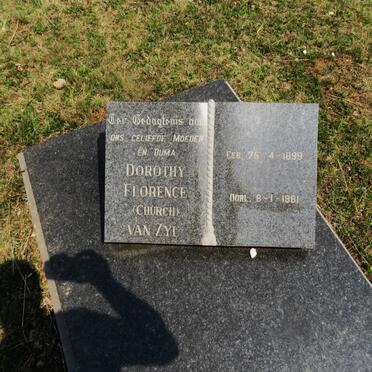 Ter Gedagtenis aan
ONS GELIEFDE MOEDER
EN OUMA
DOROTHY
FLORENCE
(CHURCH)
VAN ZYL
GEB. 25-4-1899
OORL. 8-1-1981